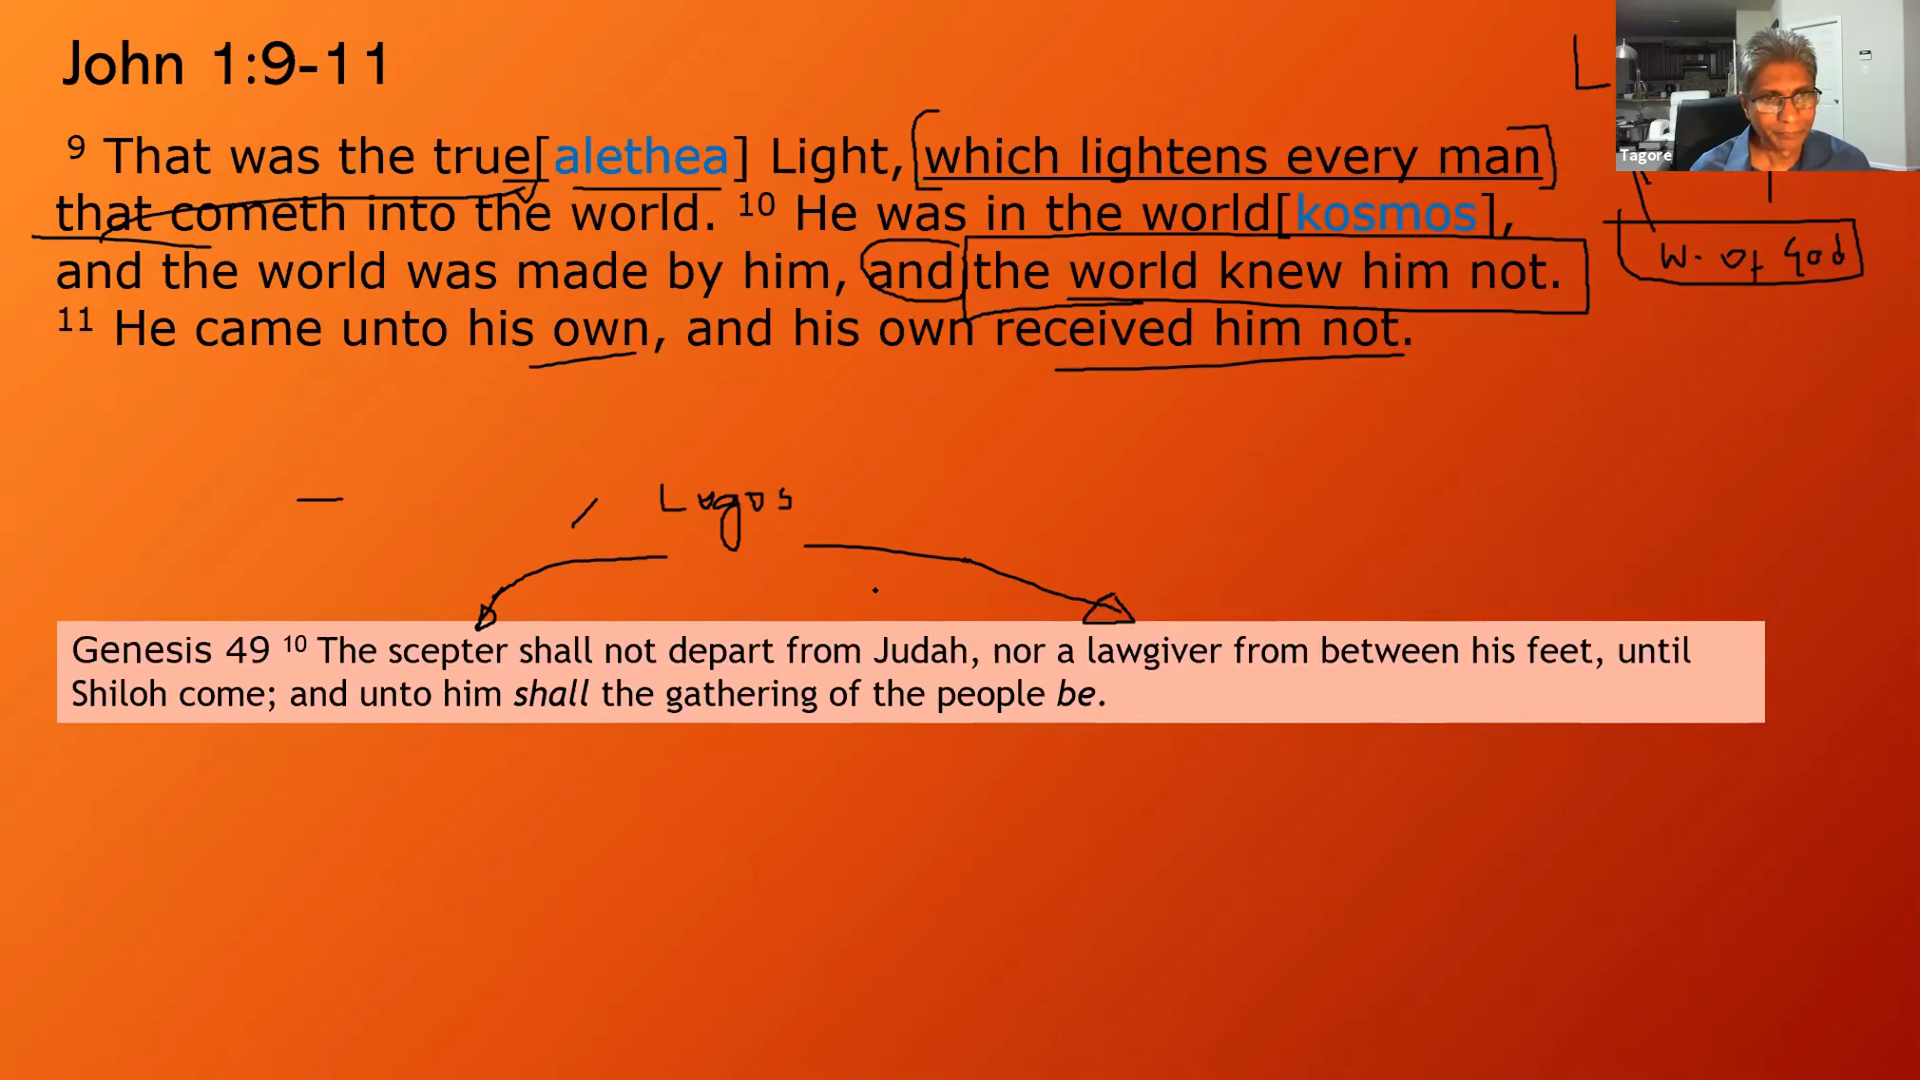 John 1:9-11
9 That was the true[alethea] Light, which lightens every man
that cometh into the world. 10 He was in the world[kosmos],
and the world was made by him, and the world knew him not.
11 He came unto his own, and his own received him not.
L
Tagore
W. of God
Logos
Genesis 49 10 The scepter shall not depart from Judah, nor a lawgiver from between his feet, until
Shiloh come; and unto him shall the gathering of the people be.